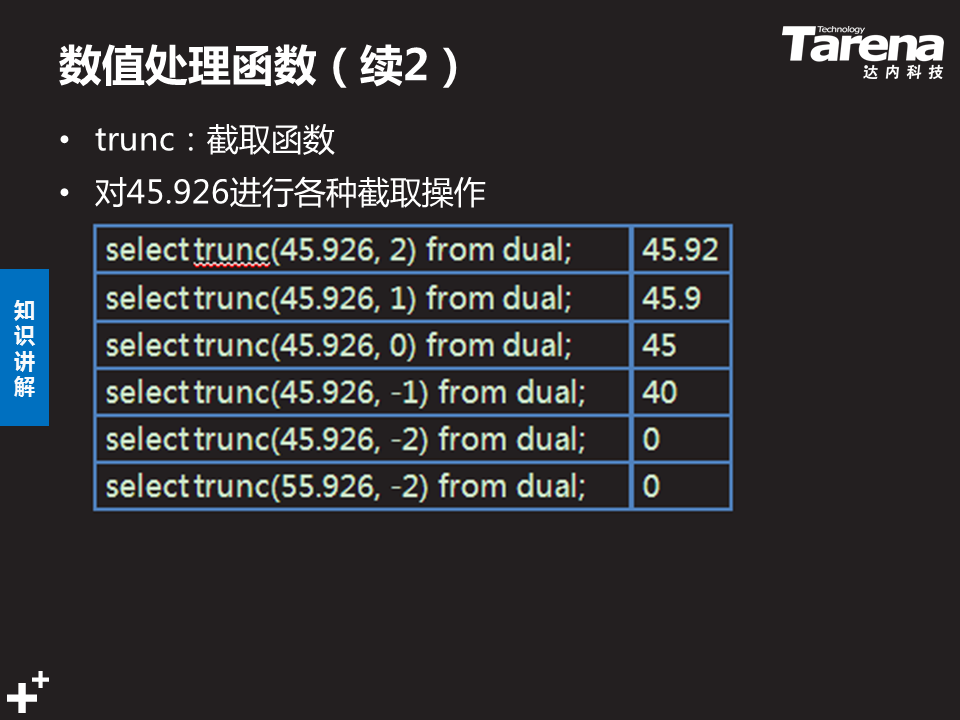 数值处理函数（续2）
Technology
Tarena
达内科技
• trunc：截取函数
• 对45.926进行各种截取操作
select trunc(45.926, 2) from dual; 45.92
select trunc(45.926, 1) from dual; 45.9
select trunc(45.926, 0) from dual; 45
select trunc(45.926, -1) from dual; 40
select trunc(45.926, -2) from dual; 0
select trunc(55.926, -2) from dual; 0
知识讲解